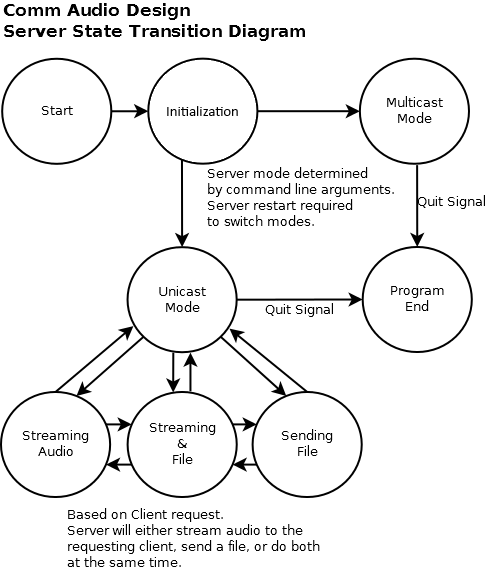 Comm Audio Design
Server State Transition Diagram
Start
Initialization
Multicast
Mode
Server mode determined
by command line arguments.
Server restart required
to switch modes.
Quit Signal
Unicast
Mode
Quit Signal
Program
End
Streaming
Audio
Streaming
&
File
Sending
File
Based on Client request.
Server will either stream audio to the
requesting client, send a file, or do both
at the same time.